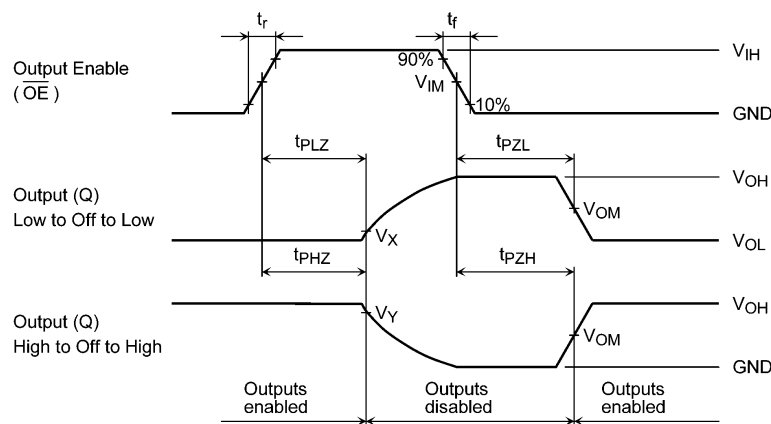 tr
tf
VIH
90%
Output Enable
( OE )
VIM
10%
GND
tPLZ
tPZL
VOH
Output (Q)
Low to Off to Low
VOM
VX
VOL
tPHZ
tPZH
VOH
VY
Output (Q)
High to Off to High
VOM
GND
Outputs
enabled
Outputs
disabled
Outputs
enabled